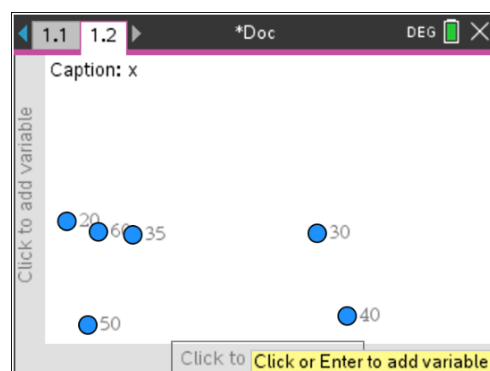 1.1 1.2 *Doc DEG
Caption: x
Click to add variable
20
60
35
30
50
40
Click to
Click or Enter to add variable